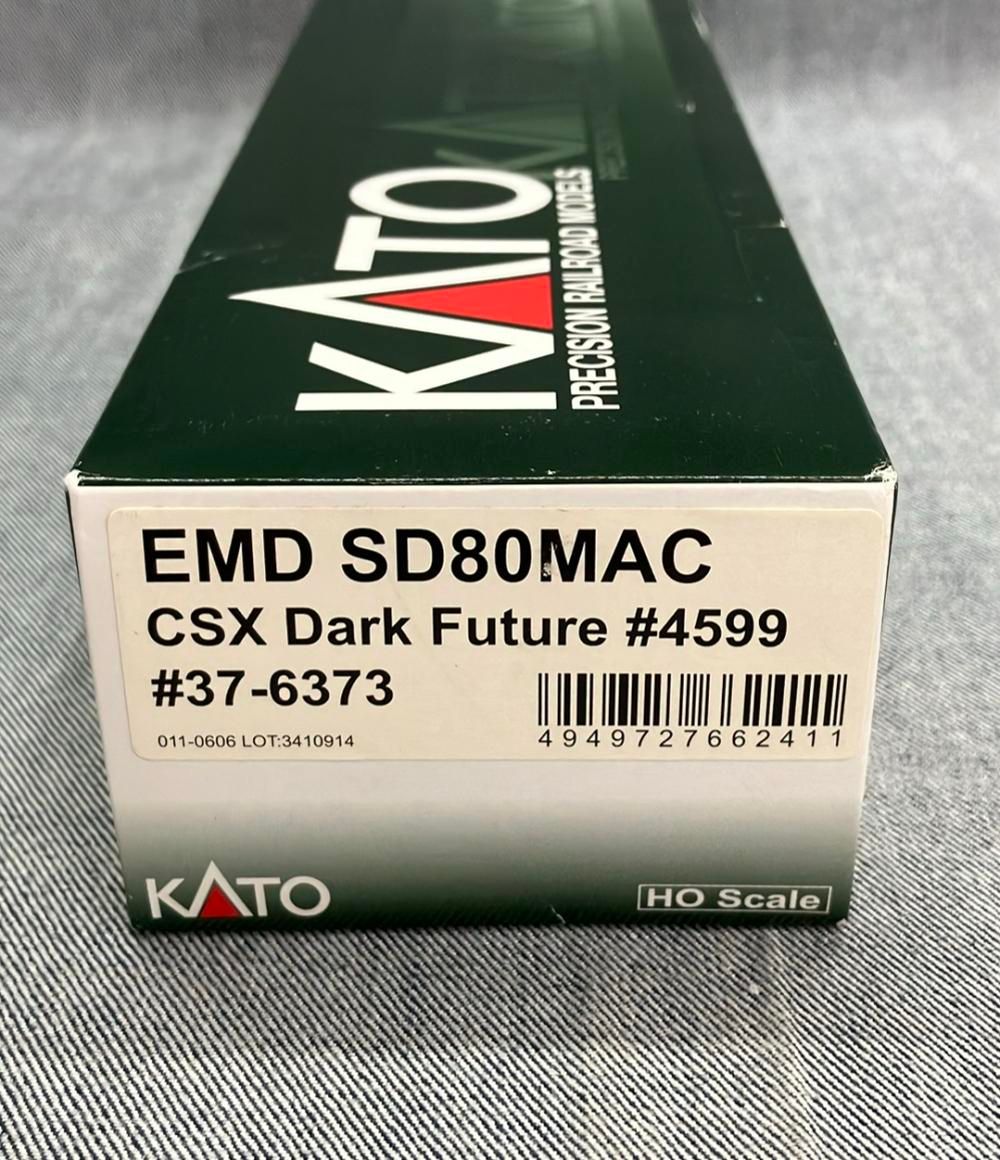 KATO
PRECISION RAILROAD MODELS
EMD SD80MAC
CSX Dark Future #4599
#37-6373
011-0606 LOT:3410914
4949727662411
KATO
HO Scale